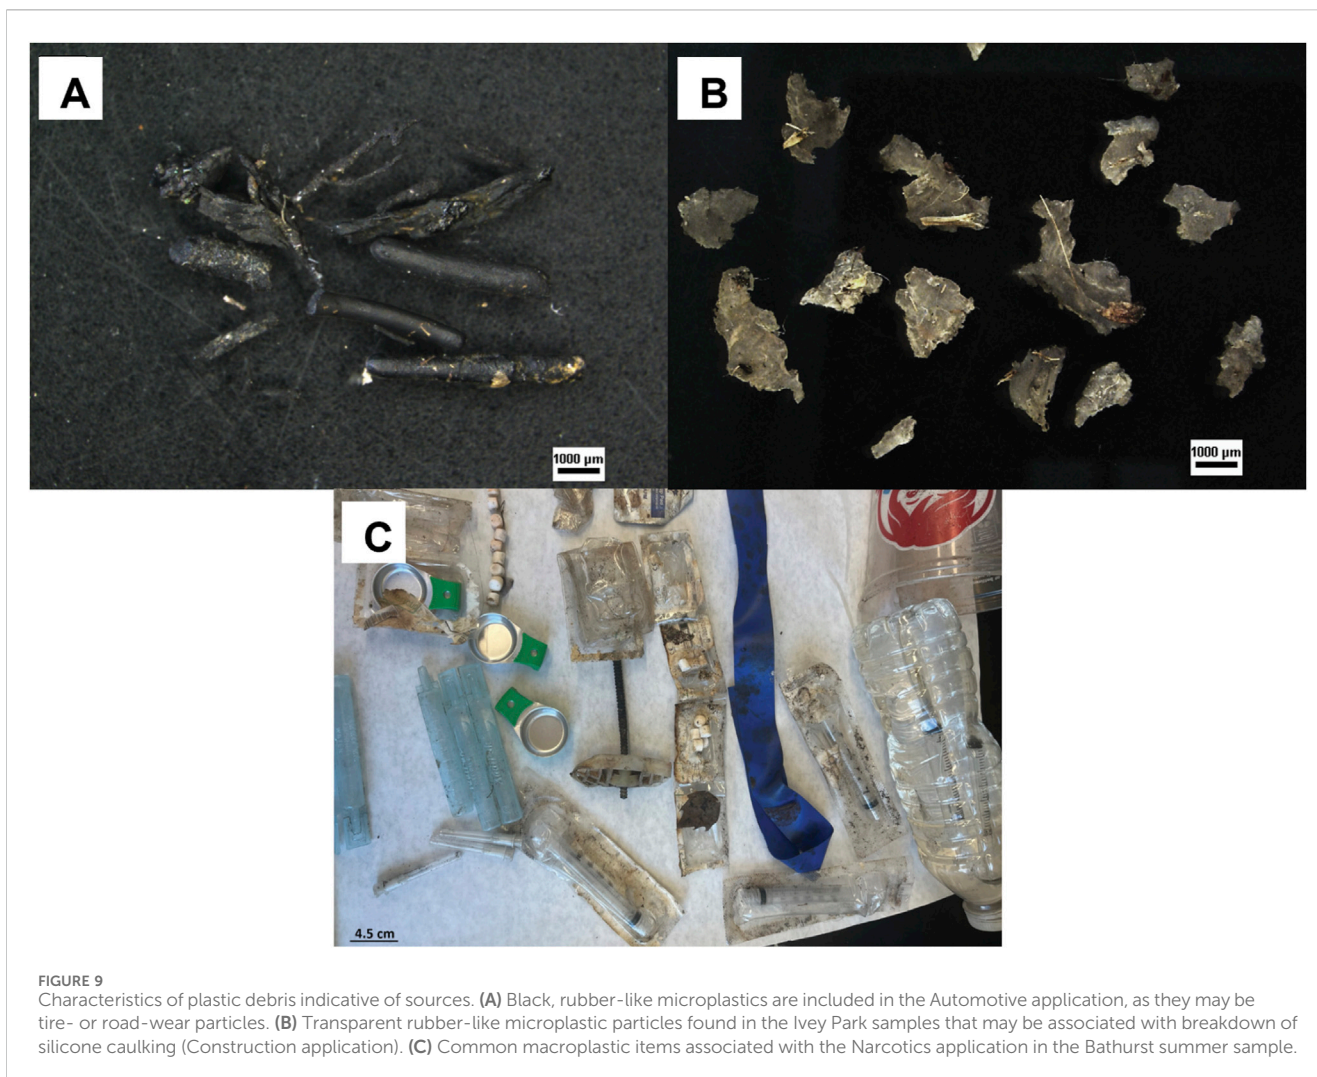 A
B
1000 µm
1000 µm
C
4.5 cm
FIGURE 9
Characteristics of plastic debris indicative of sources. (A) Black, rubber-like microplastics are included in the Automotive application, as they may be
tire- or road-wear particles. (B) Transparent rubber-like microplastic particles found in the Ivey Park samples that may be associated with breakdown of
silicone caulking (Construction application). (C) Common macroplastic items associated with the Narcotics application in the Bathurst summer sample.